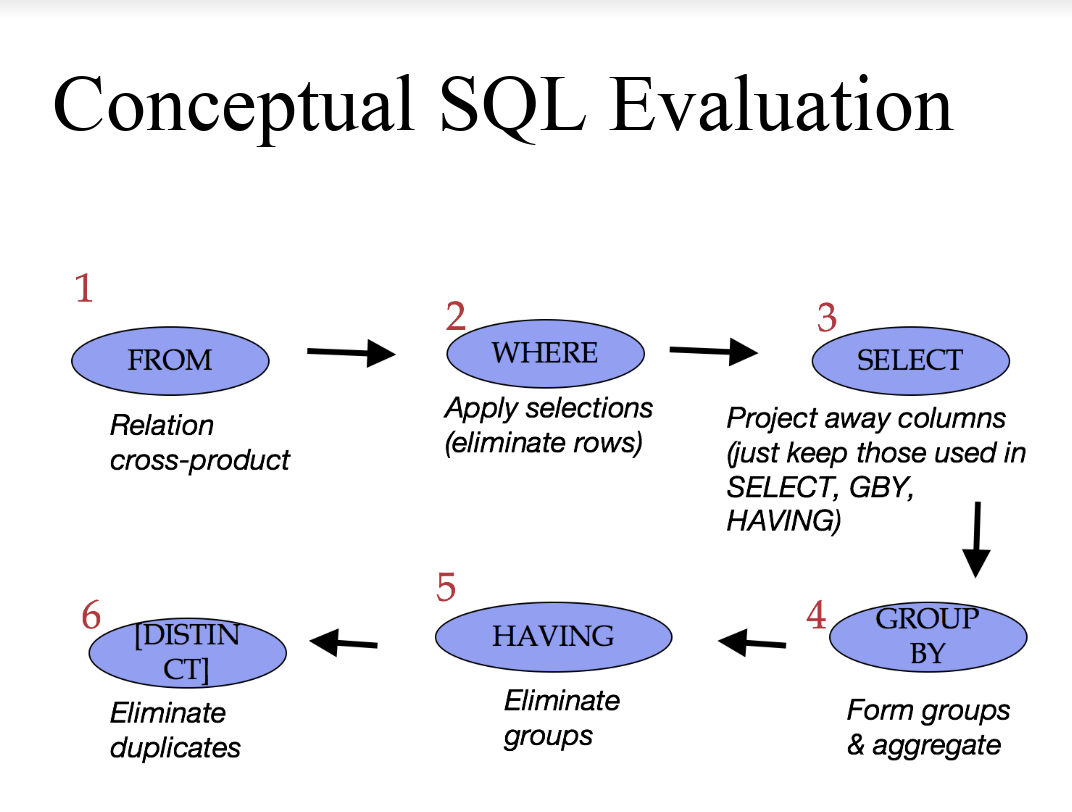 Conceptual SQL Evaluation
1
FROM
Relation
cross-product
2
WHERE
Apply selections
(eliminate rows)
3
SELECT
Project away columns
(just keep those used in
SELECT, GBY,
HAVING)
4
GROUP
BY
Form groups
& aggregate
5
HAVING
Eliminate
groups
6
[DISTIN
CT]
Eliminate
duplicates